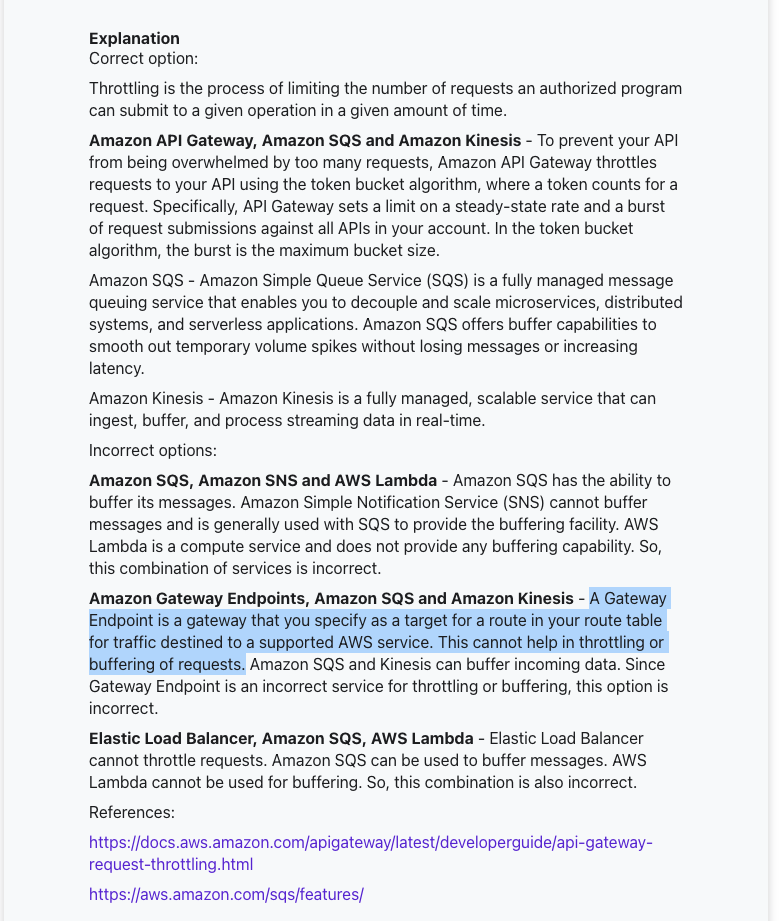 Explanation
Correct option:
Throttling is the process of limiting the number of requests an authorized program
can submit to a given operation in a given amount of time.
Amazon API Gateway, Amazon SQS and Amazon Kinesis - To prevent your API
from being overwhelmed by too many requests, Amazon API Gateway throttles
requests to your API using the token bucket algorithm, where a token counts for a
request. Specifically, API Gateway sets a limit on a steady-state rate and a burst
of request submissions against all APIs in your account. In the token bucket
algorithm, the burst is the maximum bucket size.
Amazon SQS - Amazon Simple Queue Service (SQS) is a fully managed message
queuing service that enables you to decouple and scale microservices, distributed
systems, and serverless applications. Amazon SQS offers buffer capabilities to
smooth out temporary volume spikes without losing messages or increasing
latency.
Amazon Kinesis - Amazon Kinesis is a fully managed, scalable service that can
ingest, buffer, and process streaming data in real-time.
Incorrect options:
Amazon SQS, Amazon SNS and AWS Lambda - Amazon SQS has the ability to
buffer its messages. Amazon Simple Notification Service (SNS) cannot buffer
messages and is generally used with SQS to provide the buffering facility. AWS
Lambda is a compute service and does not provide any buffering capability. So,
this combination of services is incorrect.
Amazon Gateway Endpoints, Amazon SQS and Amazon Kinesis - A Gateway
Endpoint is a gateway that you specify as a target for a route in your route table
for traffic destined to a supported AWS service. This cannot help in throttling or
buffering of requests. Amazon SQS and Kinesis can buffer incoming data. Since
Gateway Endpoint is an incorrect service for throttling or buffering, this option is
incorrect.
Elastic Load Balancer, Amazon SQS, AWS Lambda - Elastic Load Balancer
cannot throttle requests. Amazon SQS can be used to buffer messages. AWS
Lambda cannot be used for buffering. So, this combination is also incorrect.
References:
https://docs.aws.amazon.com/apigateway/latest/developerguide/api-gateway-
request-throttling.html
https://aws.amazon.com/sqs/features/